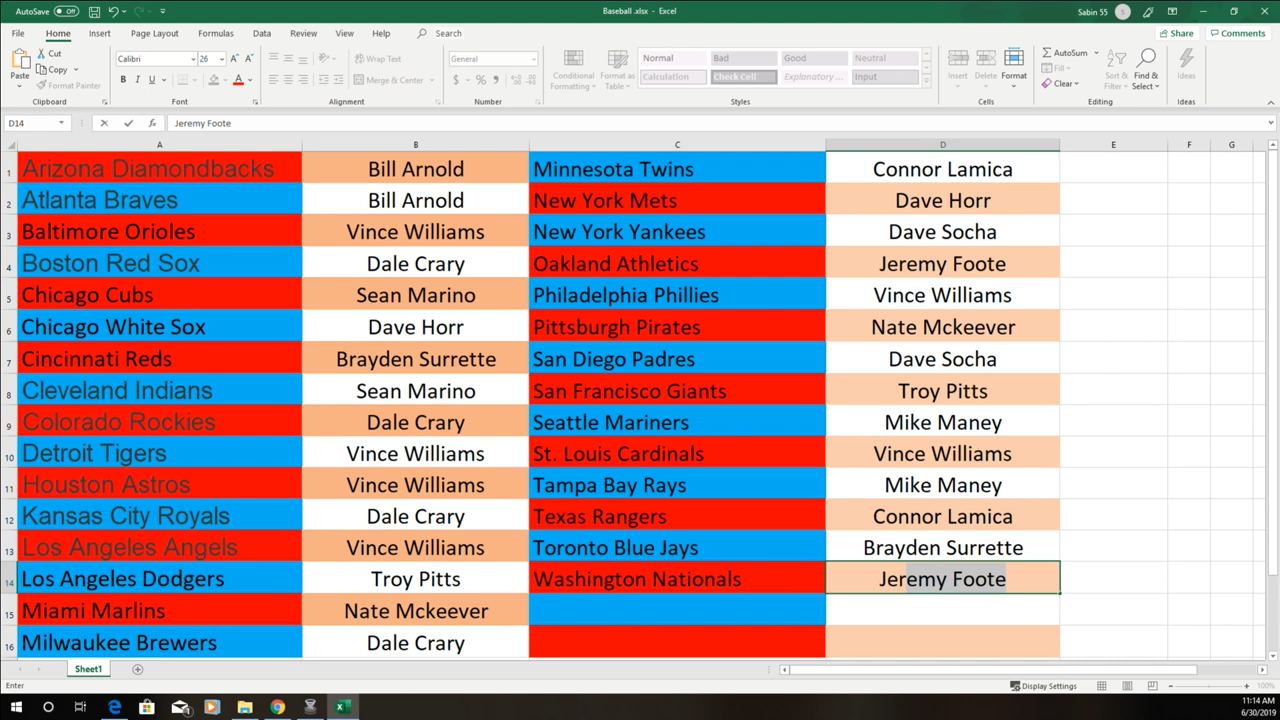 AutoSave Off
Baseball .xlsx - Excel
Sabin 55 S
File Home Insert Page Layout Formulas Data Review View Help Search
Share Comments
Paste
Cut
Copy
Format Painter
Clipboard
Calibri 26
B I U
Font
Wrap Text
Merge & Center
Alignment
General
$ % ,
Number
Conditional Formatting
Format as Table
Normal Bad Good Neutral
Calculation Check Cell Explanatory ... Input
Styles
Insert Delete Format
Cells
AutoSum
Fill
Clear
Sort & Filter
Find & Select
Editing
Ideas
Ideas
D14 fx Jeremy Foote
A B C D E F G
1 Arizona Diamondbacks Bill Arnold Minnesota Twins Connor Lamica
2 Atlanta Braves Bill Arnold New York Mets Dave Horr
3 Baltimore Orioles Vince Williams New York Yankees Dave Socha
4 Boston Red Sox Dale Crary Oakland Athletics Jeremy Foote
5 Chicago Cubs Sean Marino Philadelphia Phillies Vince Williams
6 Chicago White Sox Dave Horr Pittsburgh Pirates Nate Mckeever
7 Cincinnati Reds Brayden Surrette San Diego Padres Dave Socha
8 Cleveland Indians Sean Marino San Francisco Giants Troy Pitts
9 Colorado Rockies Dale Crary Seattle Mariners Mike Maney
10 Detroit Tigers Vince Williams St. Louis Cardinals Vince Williams
11 Houston Astros Vince Williams Tampa Bay Rays Mike Maney
12 Kansas City Royals Dale Crary Texas Rangers Connor Lamica
13 Los Angeles Angels Vince Williams Toronto Blue Jays Brayden Surrette
14 Los Angeles Dodgers Troy Pitts Washington Nationals Jeremy Foote
15 Miami Marlins Nate Mckeever
16 Milwaukee Brewers Dale Crary
Sheet1
Enter
Display Settings
100%
11:14 AM
6/30/2019